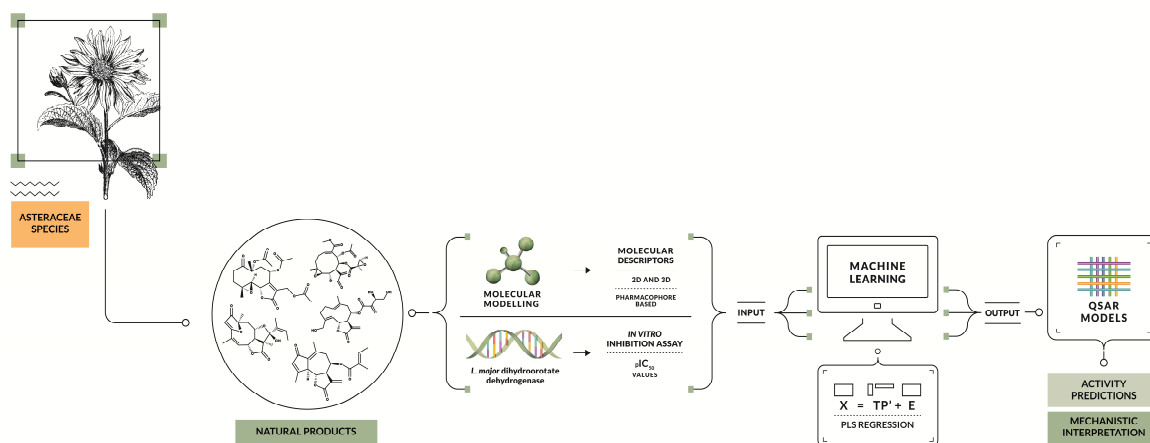 ASTERACEAE
SPECIES
NATURAL PRODUCTS
MOLECULAR
MODELLING
MOLECULAR
DESCRIPTORS
2D AND 3D
PHARMACOPHORE
BASED
L. major dihydroorotate
dehydrogenase
IN VITRO
INHIBITION ASSAY
pIC50
VALUES
INPUT
MACHINE
LEARNING
X = TP' + E
PLS REGRESSION
OUTPUT
QSAR
MODELS
ACTIVITY
PREDICTIONS
MECHANISTIC
INTERPRETATION